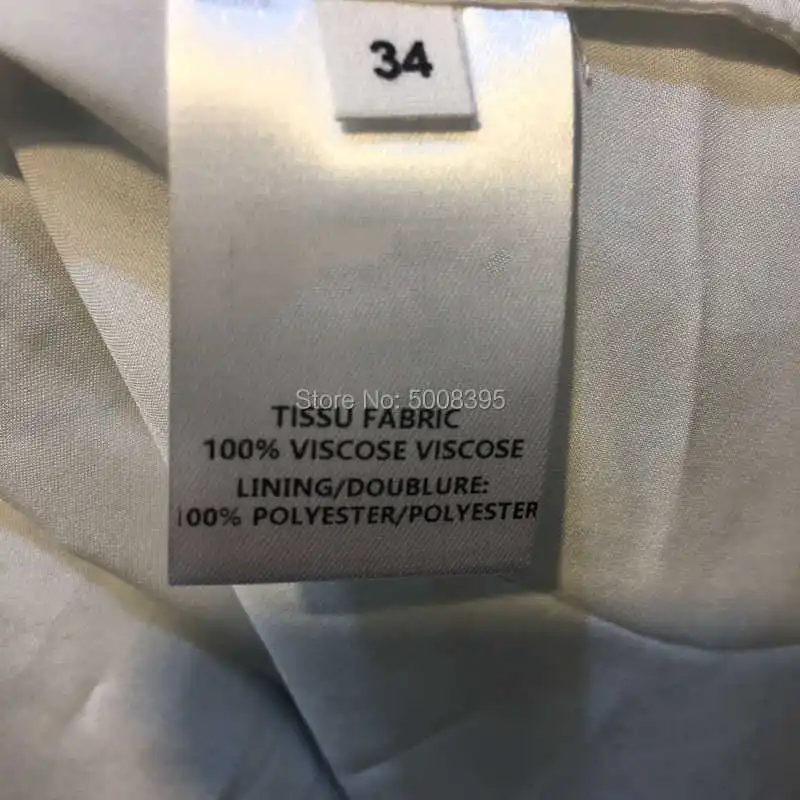 34
Store No: 5008395
TISSU FABRIC
100% VISCOSE VISCOSE
LINING/DOUBLURE:
100% POLYESTER/POLYESTER